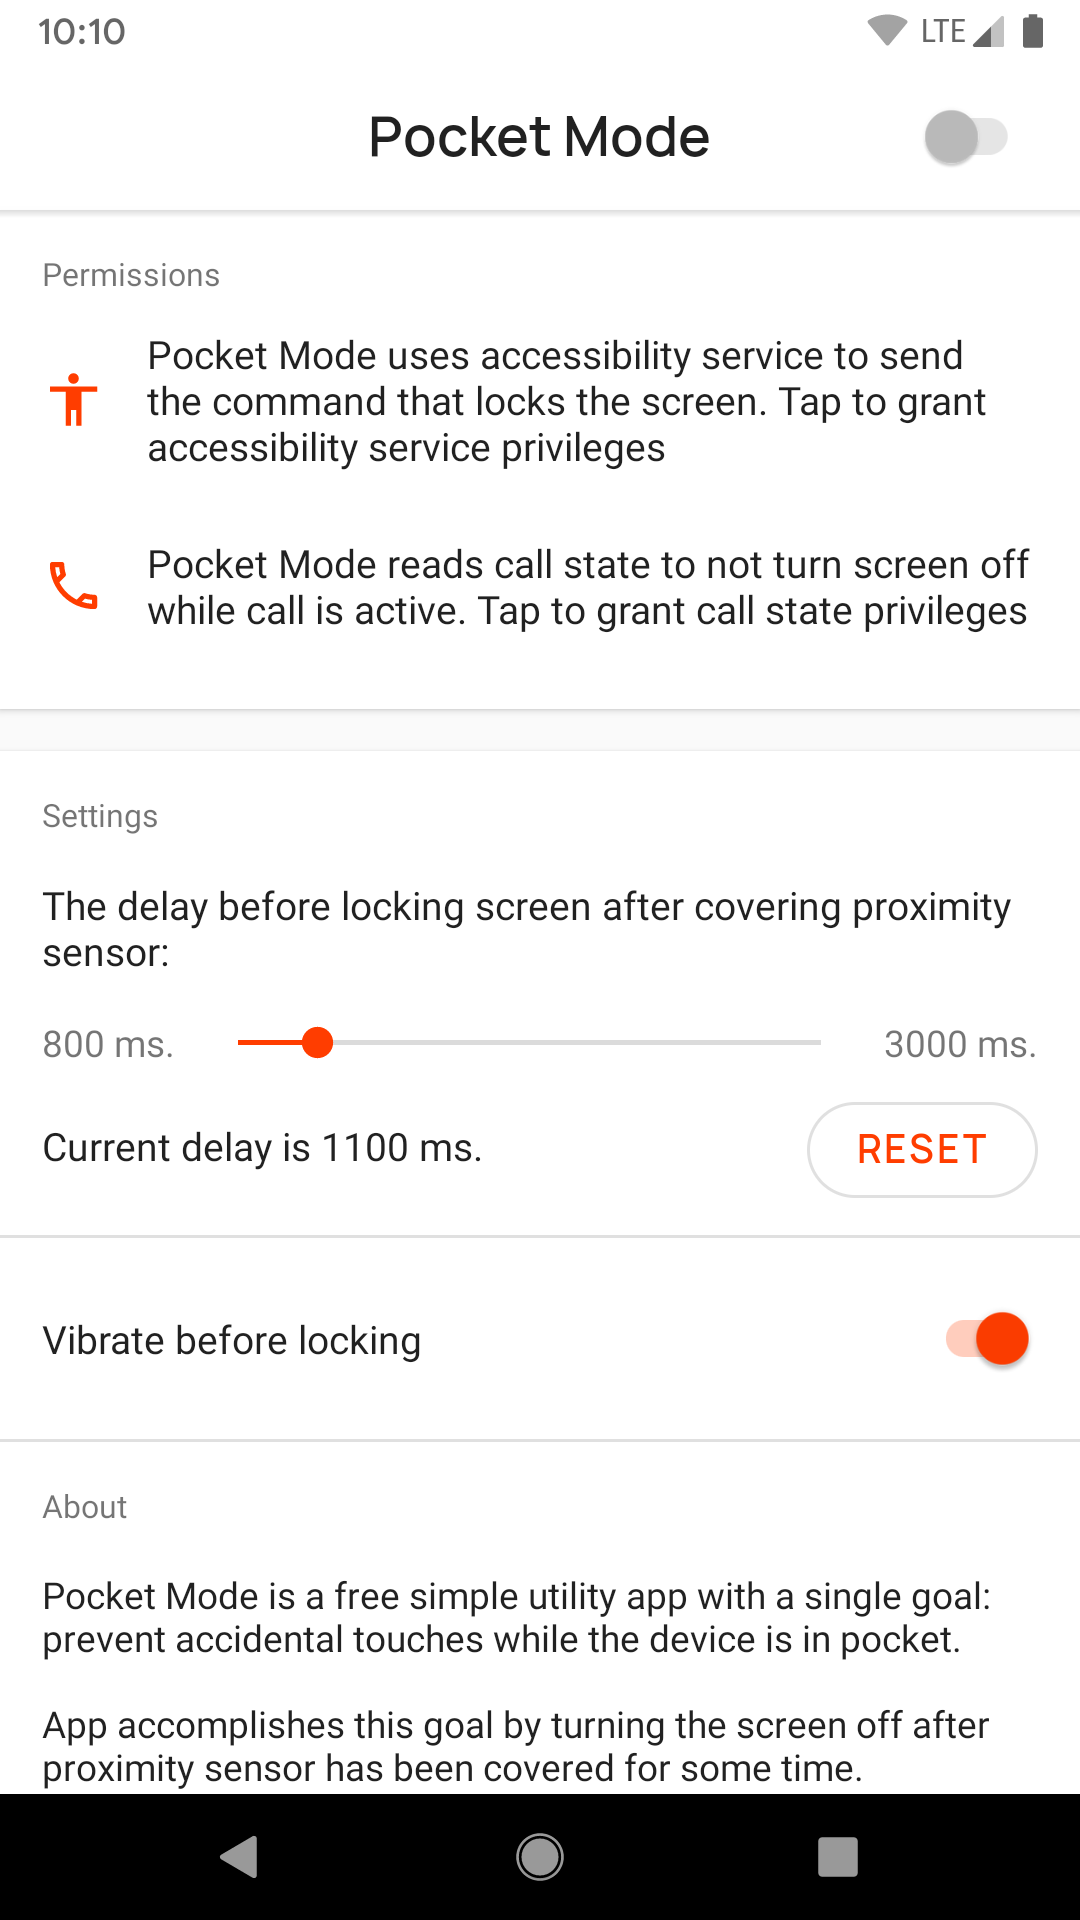 10:10
LTE
Pocket Mode
Permissions
Pocket Mode uses accessibility service to send
the command that locks the screen. Tap to grant
accessibility service privileges
Pocket Mode reads call state to not turn screen off
while call is active. Tap to grant call state privileges
Settings
The delay before locking screen after covering proximity
sensor:
800 ms.
3000 ms.
Current delay is 1100 ms.
RESET
Vibrate before locking
About
Pocket Mode is a free simple utility app with a single goal:
prevent accidental touches while the device is in pocket.
App accomplishes this goal by turning the screen off after
proximity sensor has been covered for some time.